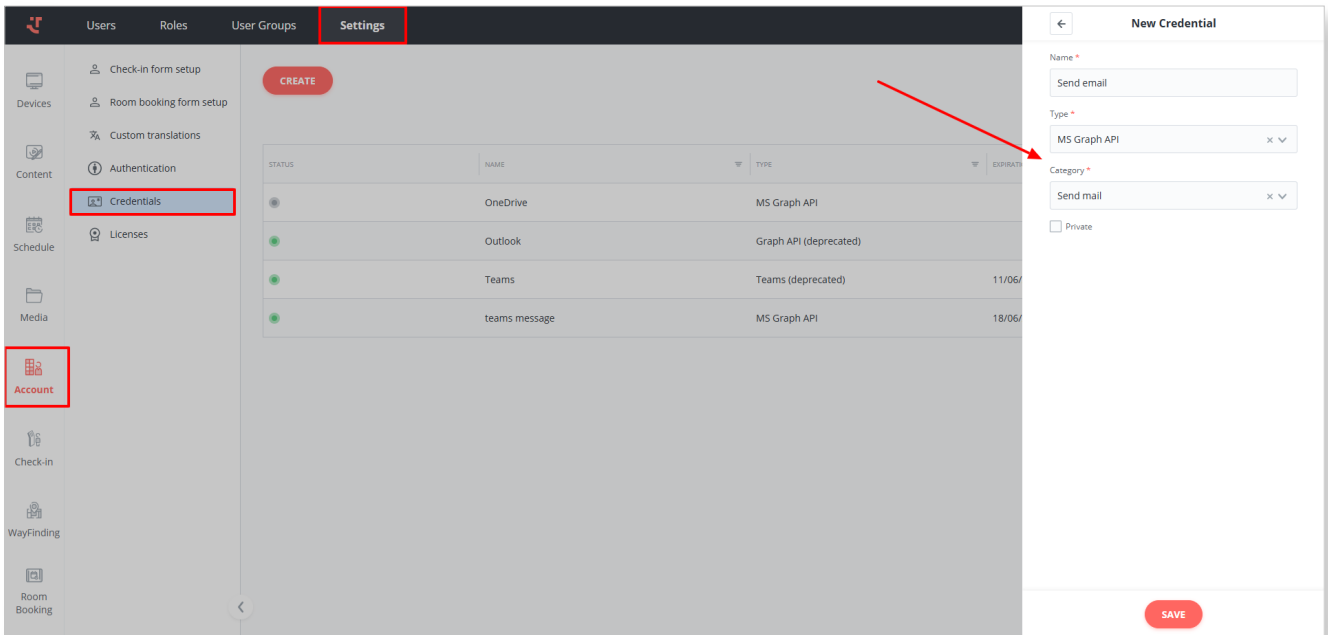 Users
Roles
User Groups
Settings
New Credential
Devices
Content
Schedule
Media
Account
Check-in
WayFinding
Room
Booking
Check-in form setup
Room booking form setup
Custom translations
Authentication
Credentials
Licenses
CREATE
STATUS
NAME
TYPE
EXPIRATI
OneDrive
MS Graph API
Outlook
Graph API (deprecated)
Teams
Teams (deprecated)
11/06/
teams message
MS Graph API
18/06/
Name *
Send email
Type *
MS Graph API
Category *
Send mail
Private
SAVE